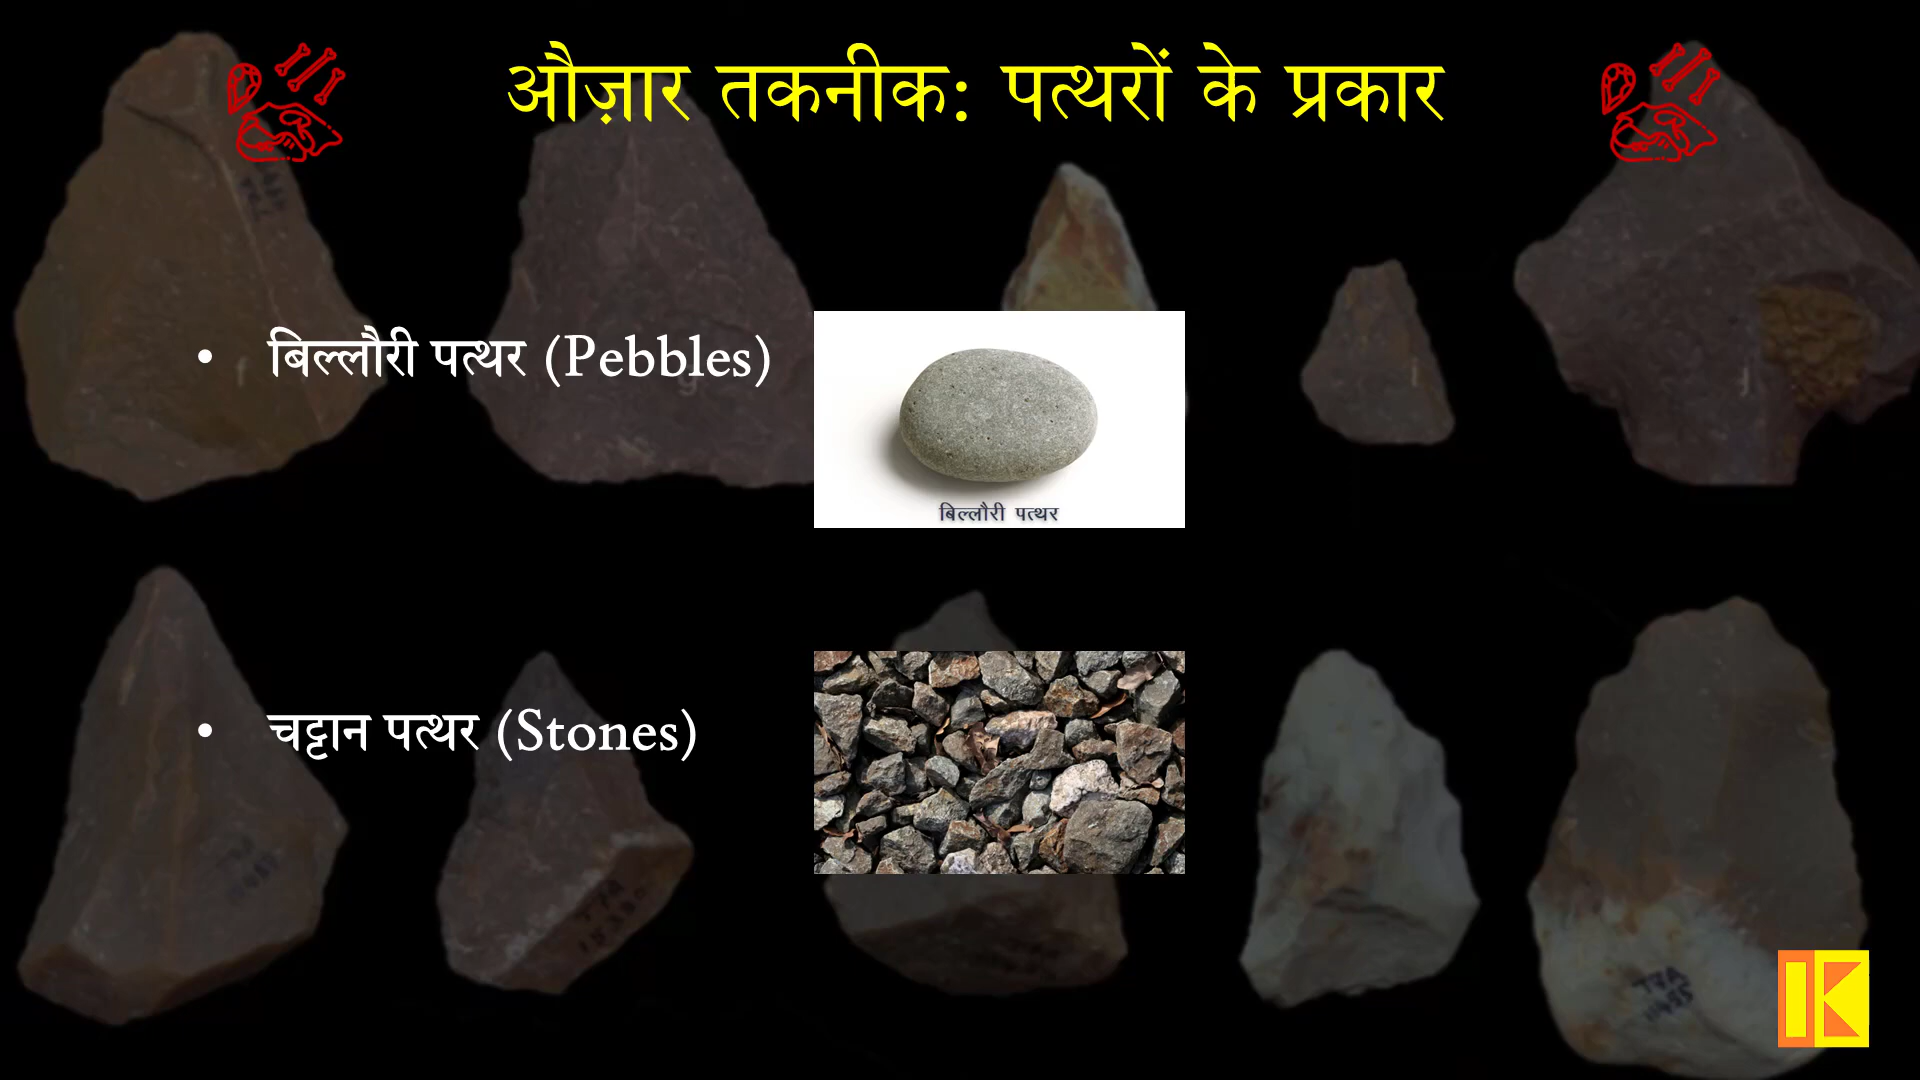 औज़ार तकनीक: पत्थरों के प्रकार
• बिल्लौरी पत्थर (Pebbles)
बिल्लौरी पत्थर
• चट्टान पत्थर (Stones)